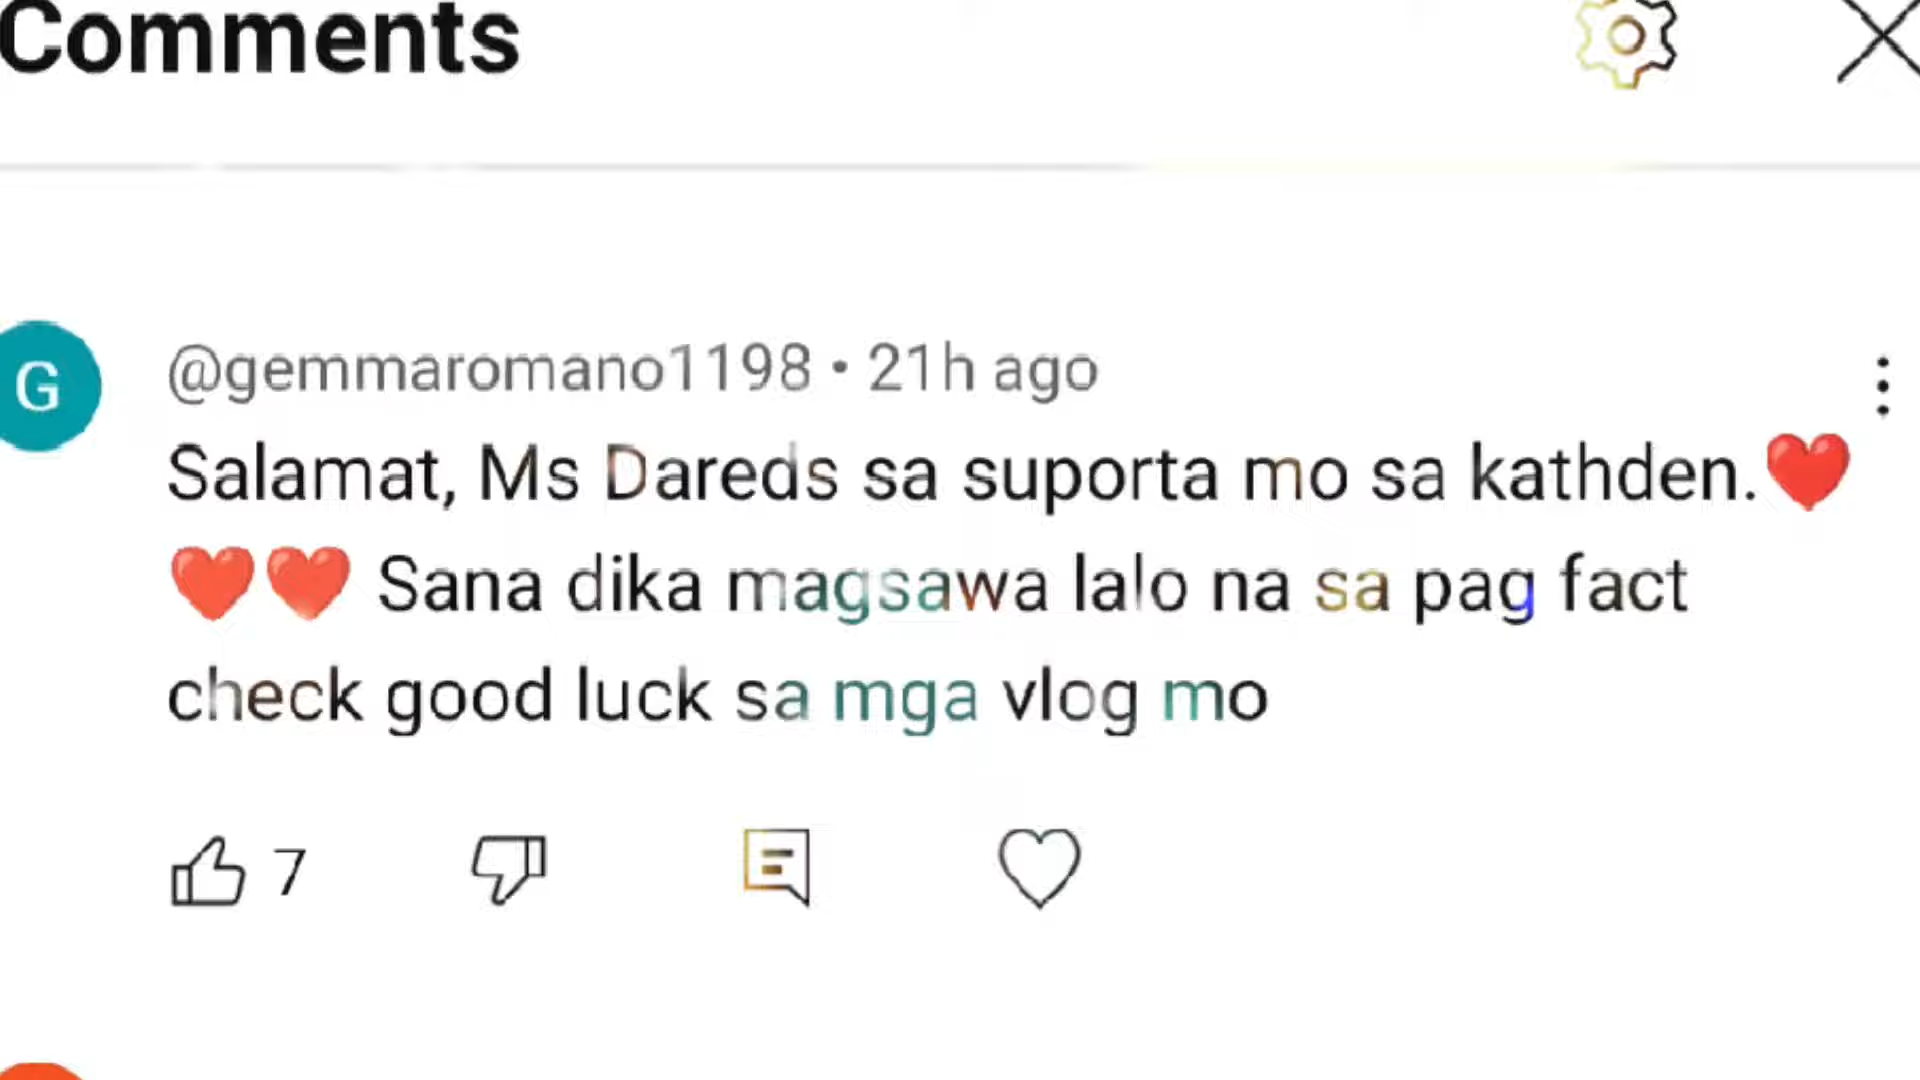 Comments
G
@gemmaromano1198 • 21h ago
Salamat, Ms Dareds sa suporta mo sa kathden.❤️
❤️❤️ Sana dika magsawa lalo na sa pag fact
check good luck sa mga vlog mo
7